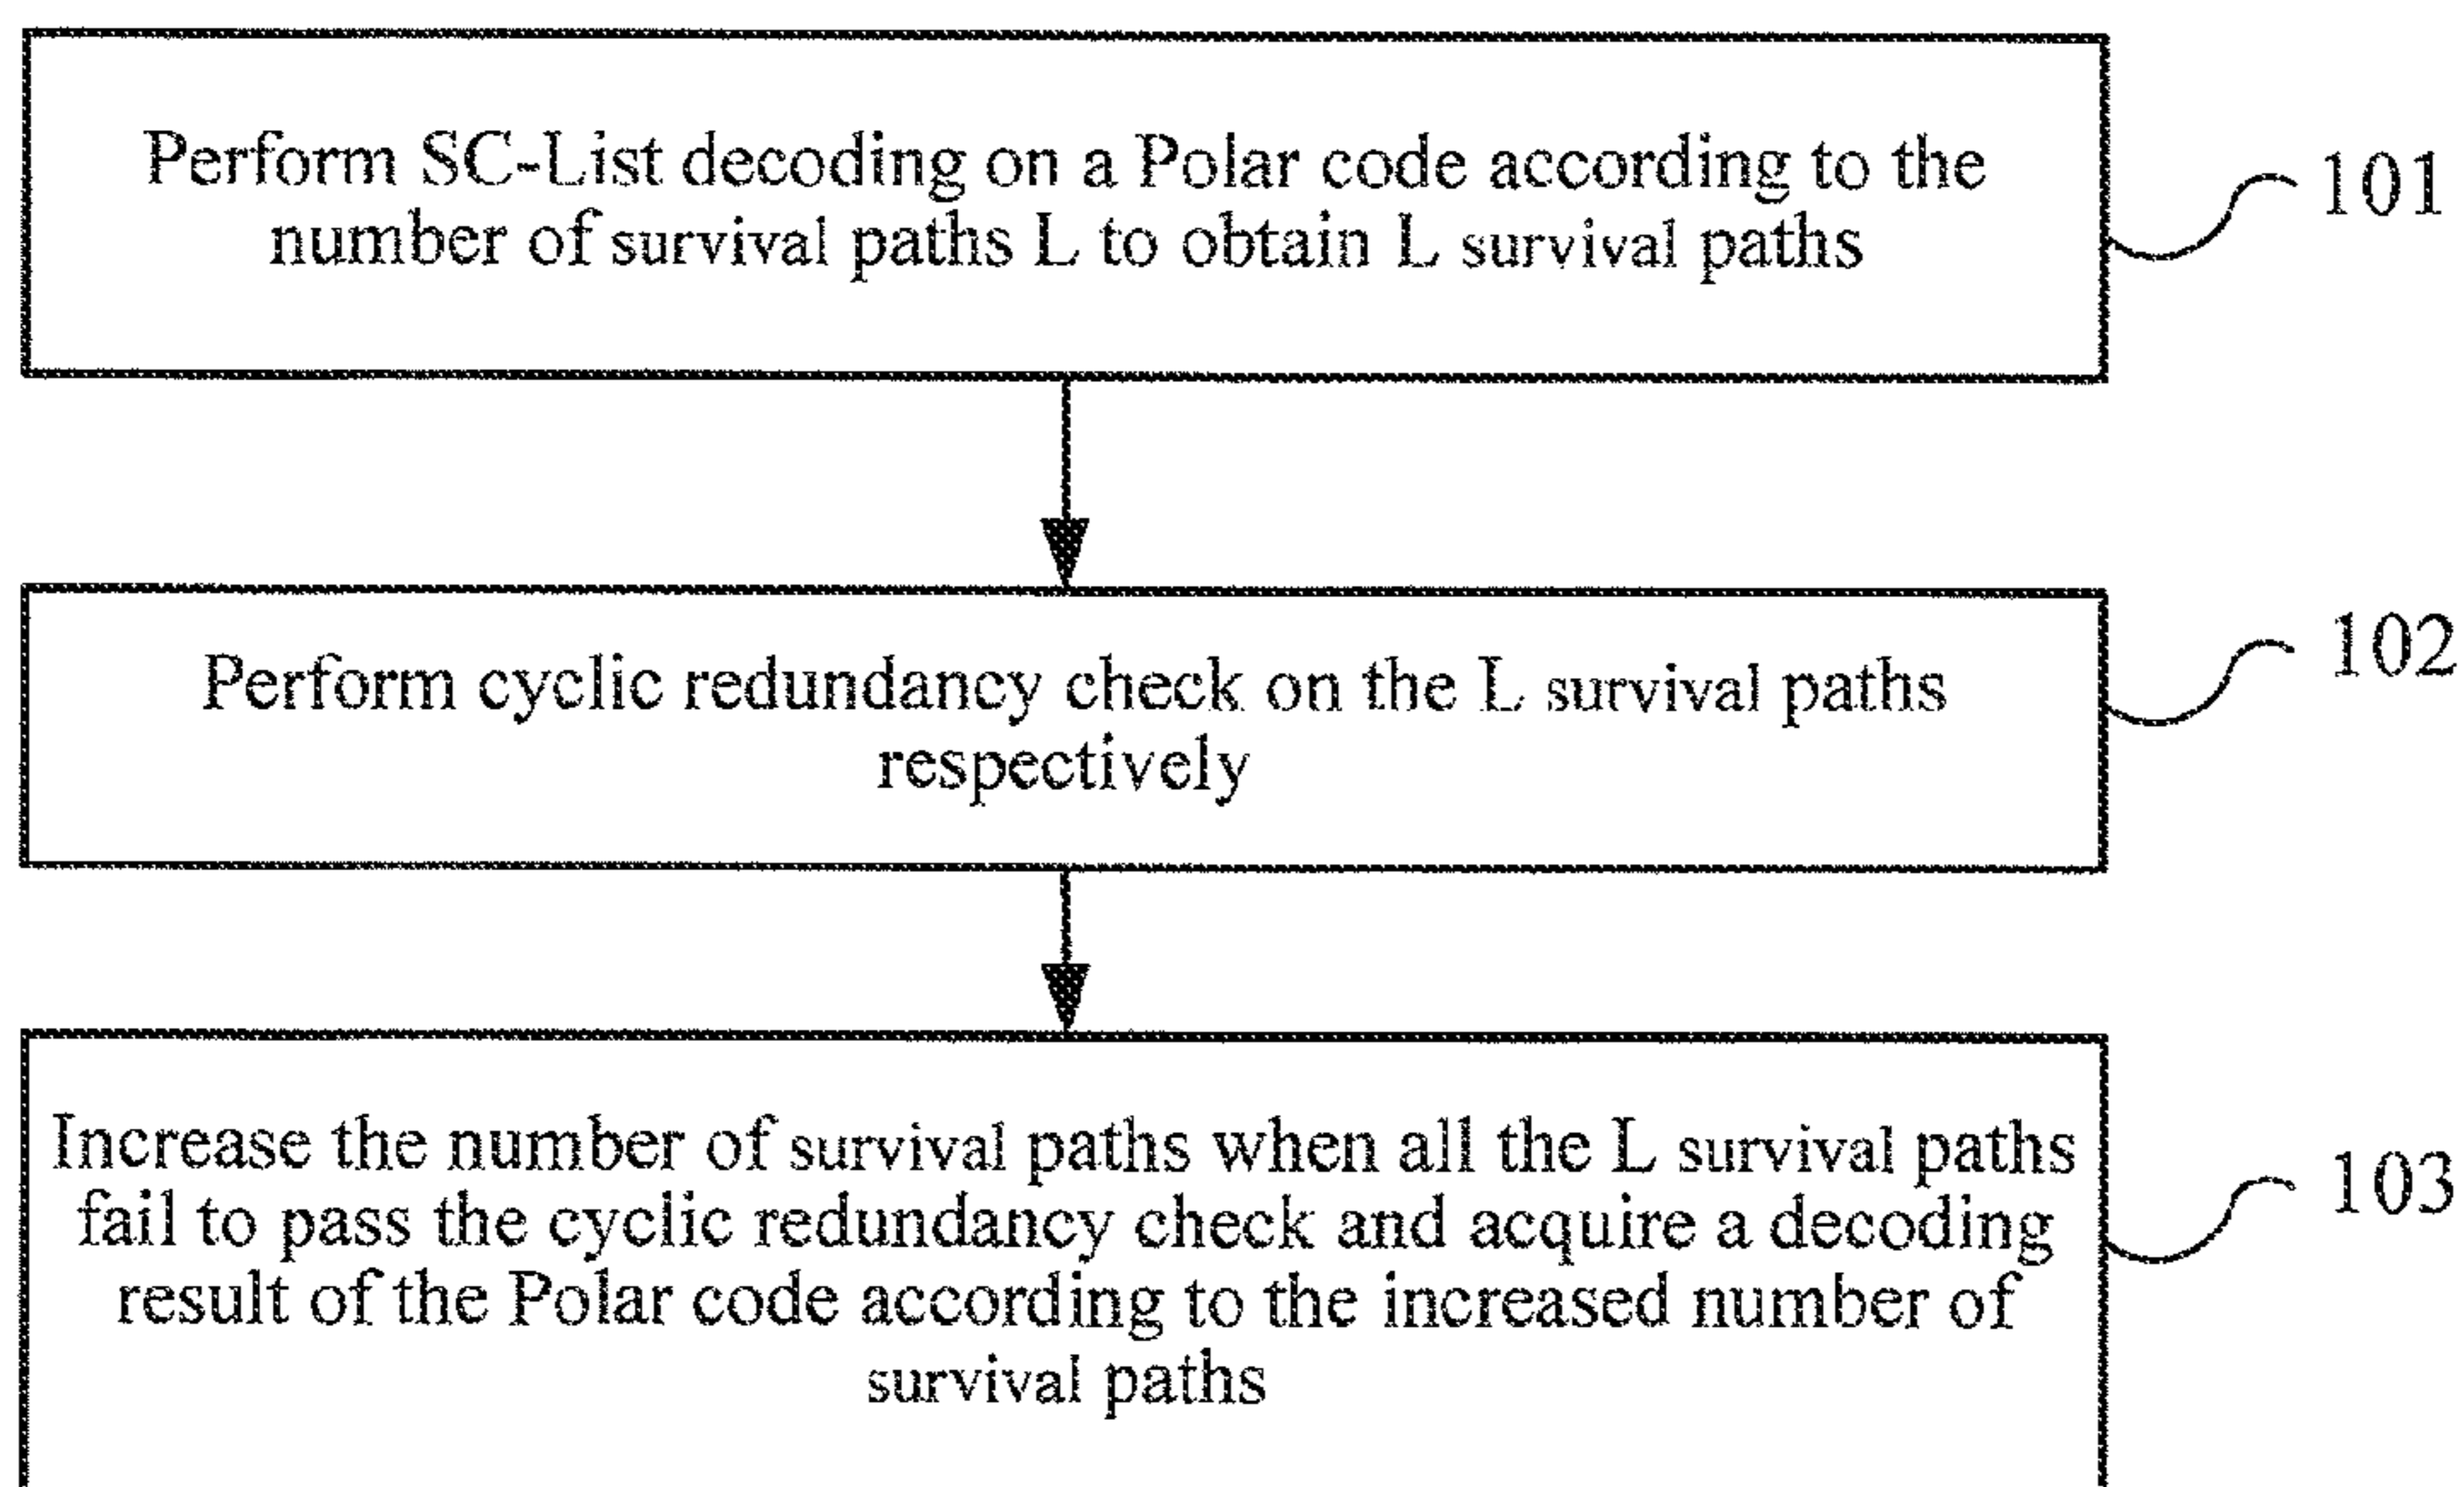 Perform SC-List decoding on a Polar code according to the
number of survival paths L to obtain L survival paths
101
Perform cyclic redundancy check on the L survival paths
respectively
102
Increase the number of survival paths when all the L survival paths
fail to pass the cyclic redundancy check and acquire a decoding
result of the Polar code according to the increased number of
survival paths
103